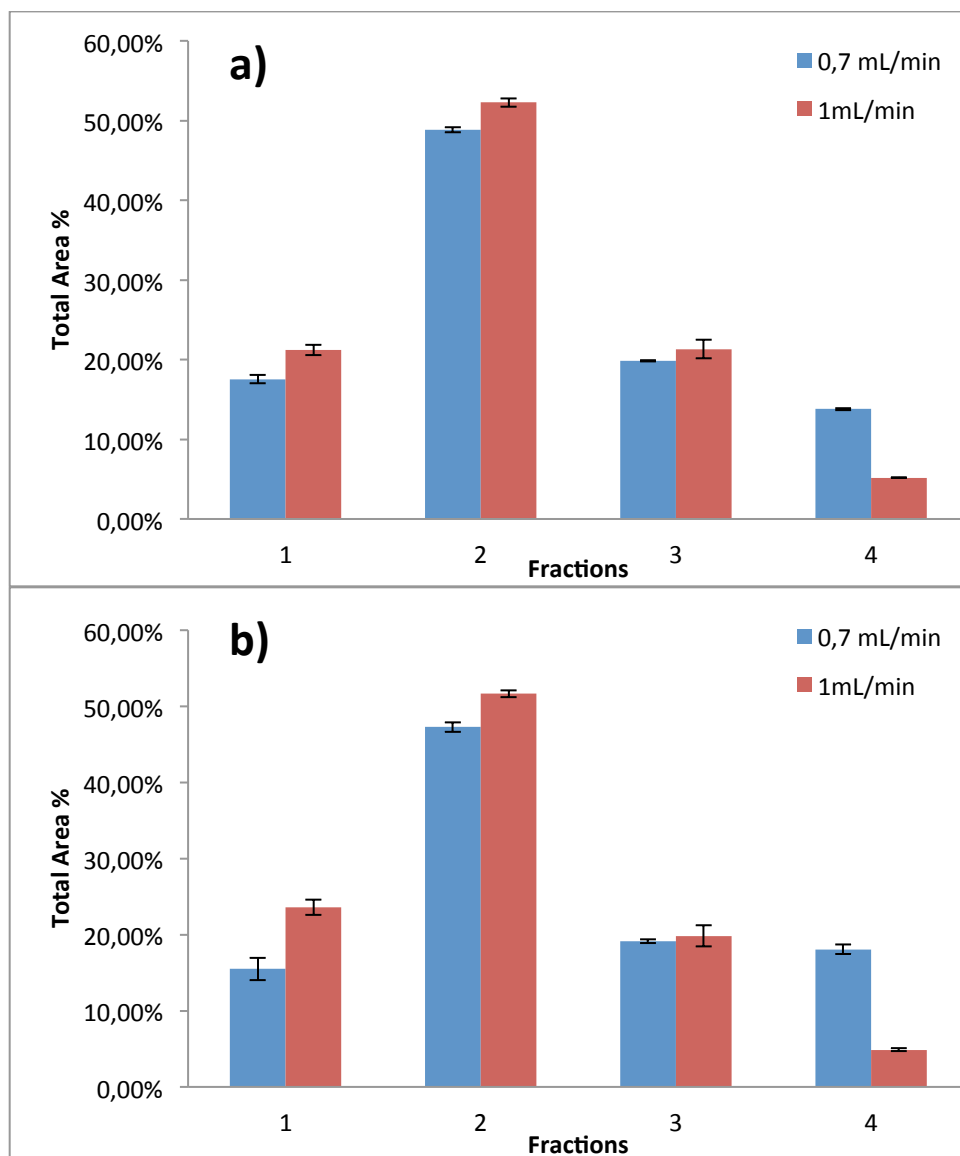 a)
0,7 mL/min
1mL/min
Total Area %
60,00%
50,00%
40,00%
30,00%
20,00%
10,00%
0,00%
1 2 3 4
Fractions
b)
0,7 mL/min
1mL/min
Total Area %
60,00%
50,00%
40,00%
30,00%
20,00%
10,00%
0,00%
1 2 3 4
Fractions